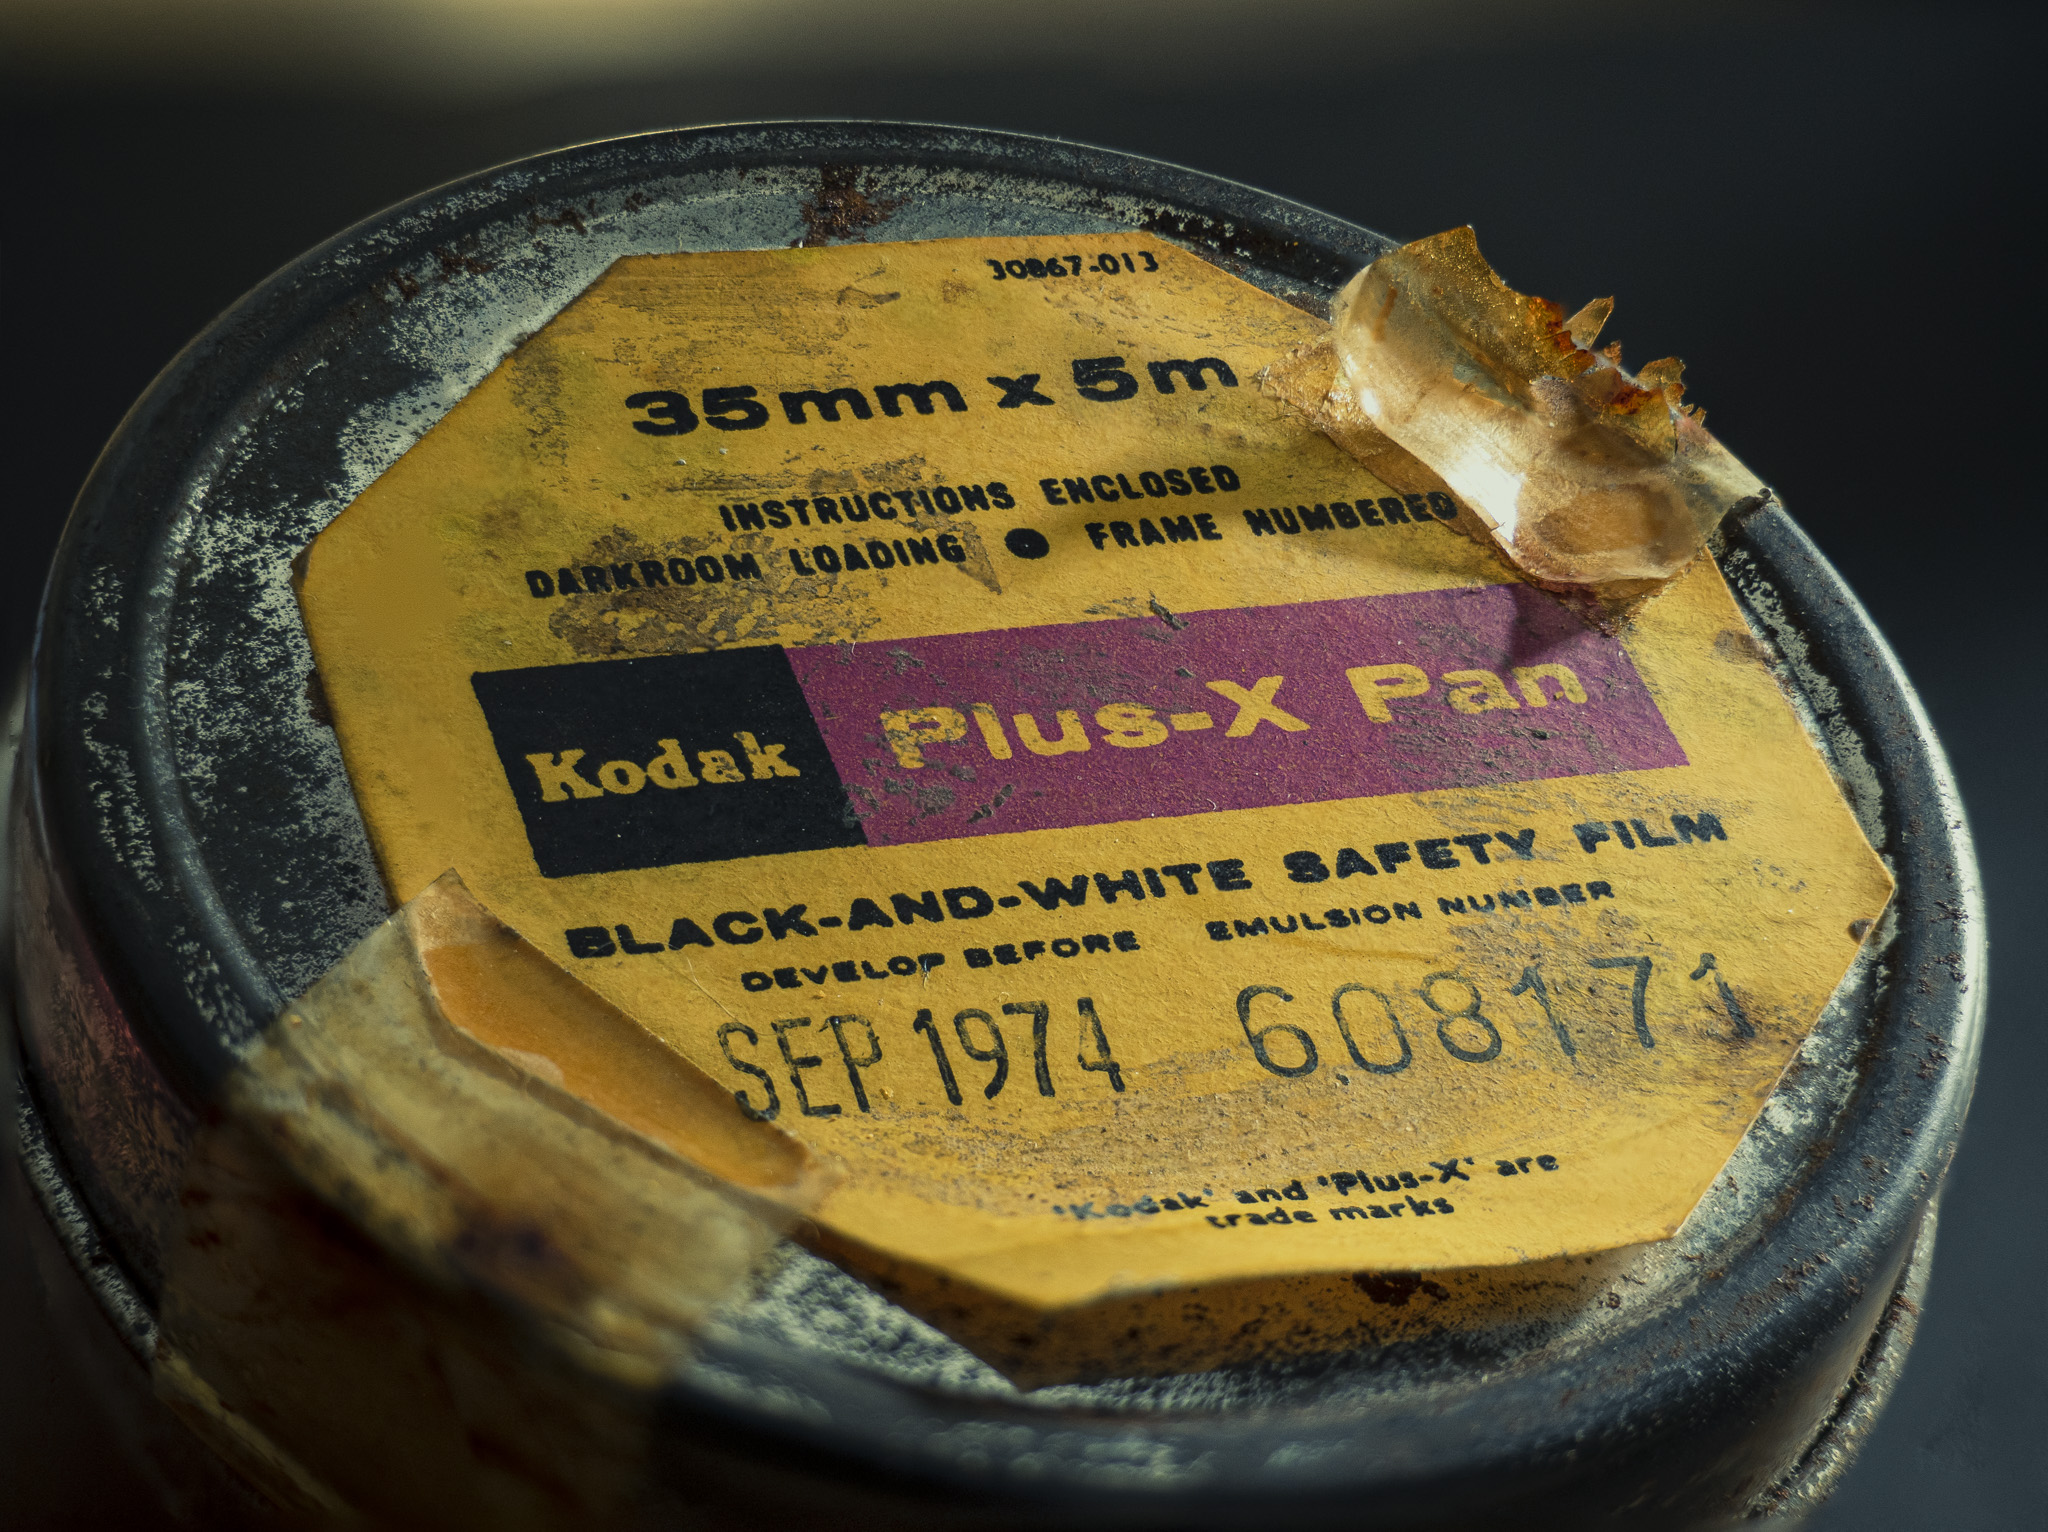 30867-013
35mm x 5m
INSTRUCTIONS ENCLOSED
DARKROOM LOADING ● FRAME NUMBERED
Kodak Plus-X Pan
BLACK-AND-WHITE SAFETY FILM
DEVELOP BEFORE EMULSION NUMBER
SEP 1974 608171
'Kodak' and 'Plus-X' are
trade marks